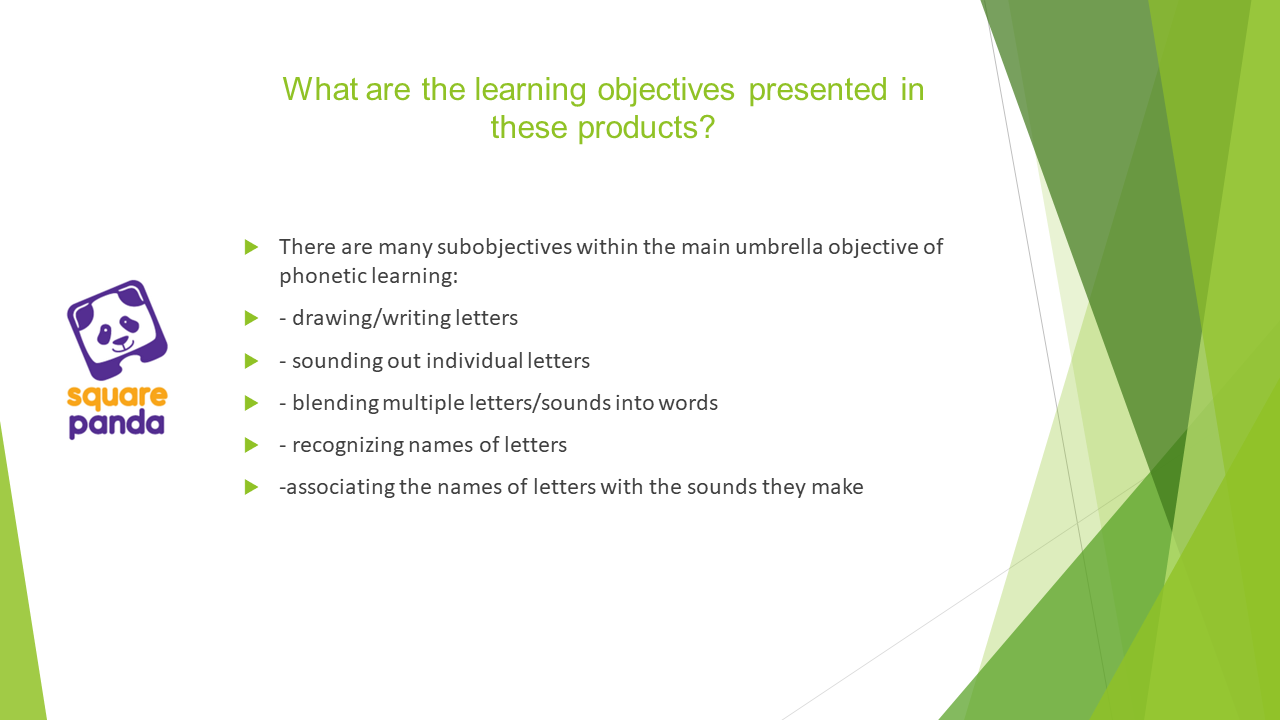 What are the learning objectives presented in
these products?
There are many subobjectives within the main umbrella objective of
phonetic learning:
- drawing/writing letters
- sounding out individual letters
- blending multiple letters/sounds into words
- recognizing names of letters
-associating the names of letters with the sounds they make
square
panda